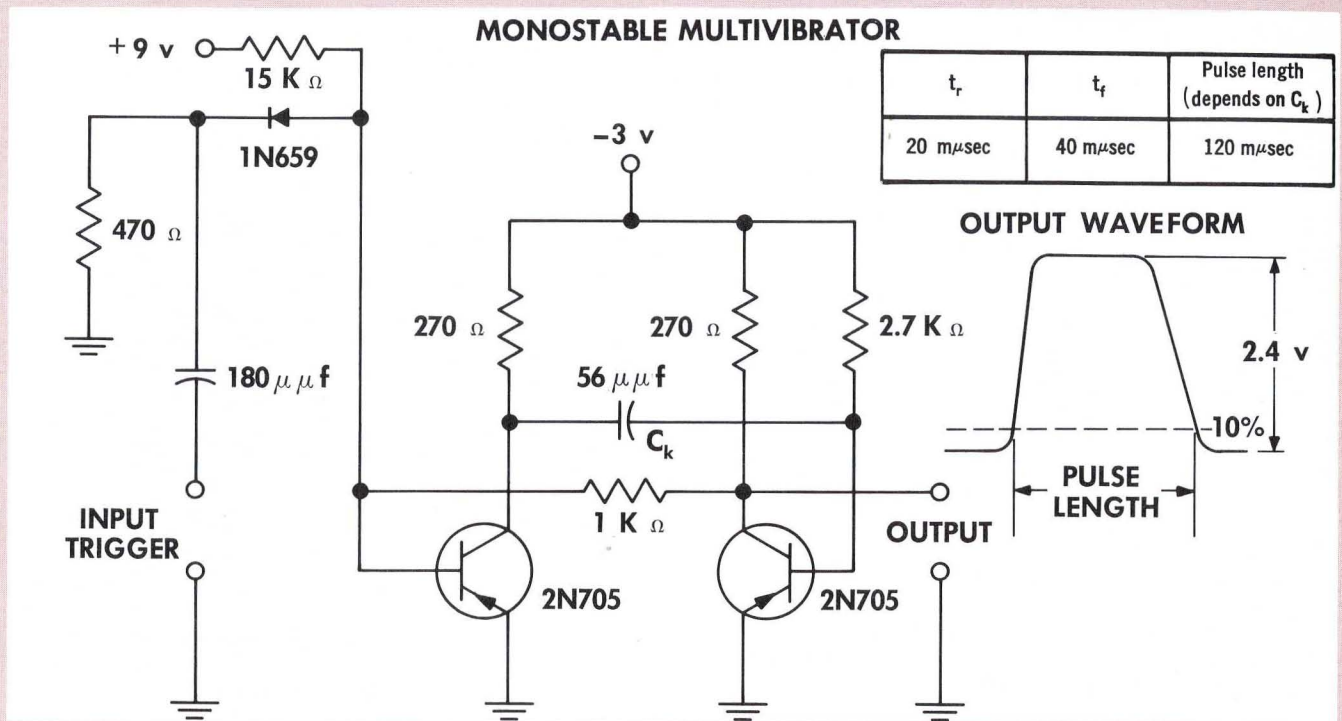 MONOSTABLE MULTIVIBRATOR
+9 v
15 K Ω
1N659
470 Ω
180 μμf
INPUT
TRIGGER
-3 v
270 Ω
270 Ω
2.7 K Ω
56 μμf
Ck
1 K Ω
2N705
2N705
OUTPUT
tr
tf
Pulse length
(depends on Ck)
20 mμsec
40 mμsec
120 mμsec
OUTPUT WAVEFORM
2.4 v
10%
PULSE
LENGTH